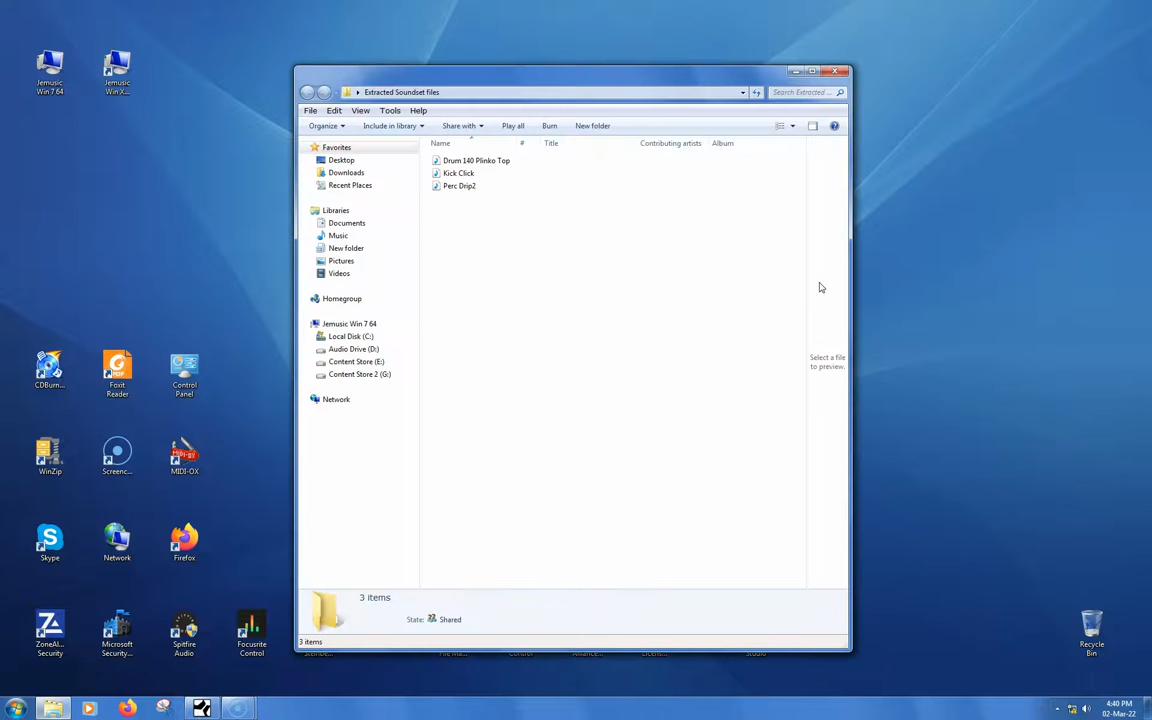 Jemusic
Win 7 64
Jemusic
Win X...
Extracted Soundset files
Search Extracted ...
File Edit View Tools Help
Organize Include in library Share with Play all Burn New folder
Name # Title Contributing artists Album
Favorites
Desktop
Downloads
Recent Places
Libraries
Documents
Music
New folder
Pictures
Videos
Homegroup
Jemusic Win 7 64
Local Disk (C:)
Audio Drive (D:)
Content Store (E:)
Content Store 2 (G:)
Network
Drum 140 Plinko Top
Kick Click
Perc Drip2
Select a file
to preview.
3 items
State: Shared
3 items
CDBurn...
Foxit
Reader
PDF
Control
Panel
WinZip
Screenc...
MIDI-OX
Skype
Network
Firefox
ZoneAl...
Security
Microsoft
Security...
Spitfire
Audio
Focusrite
Control
Recycle
Bin
4:40 PM
02-Mar-22